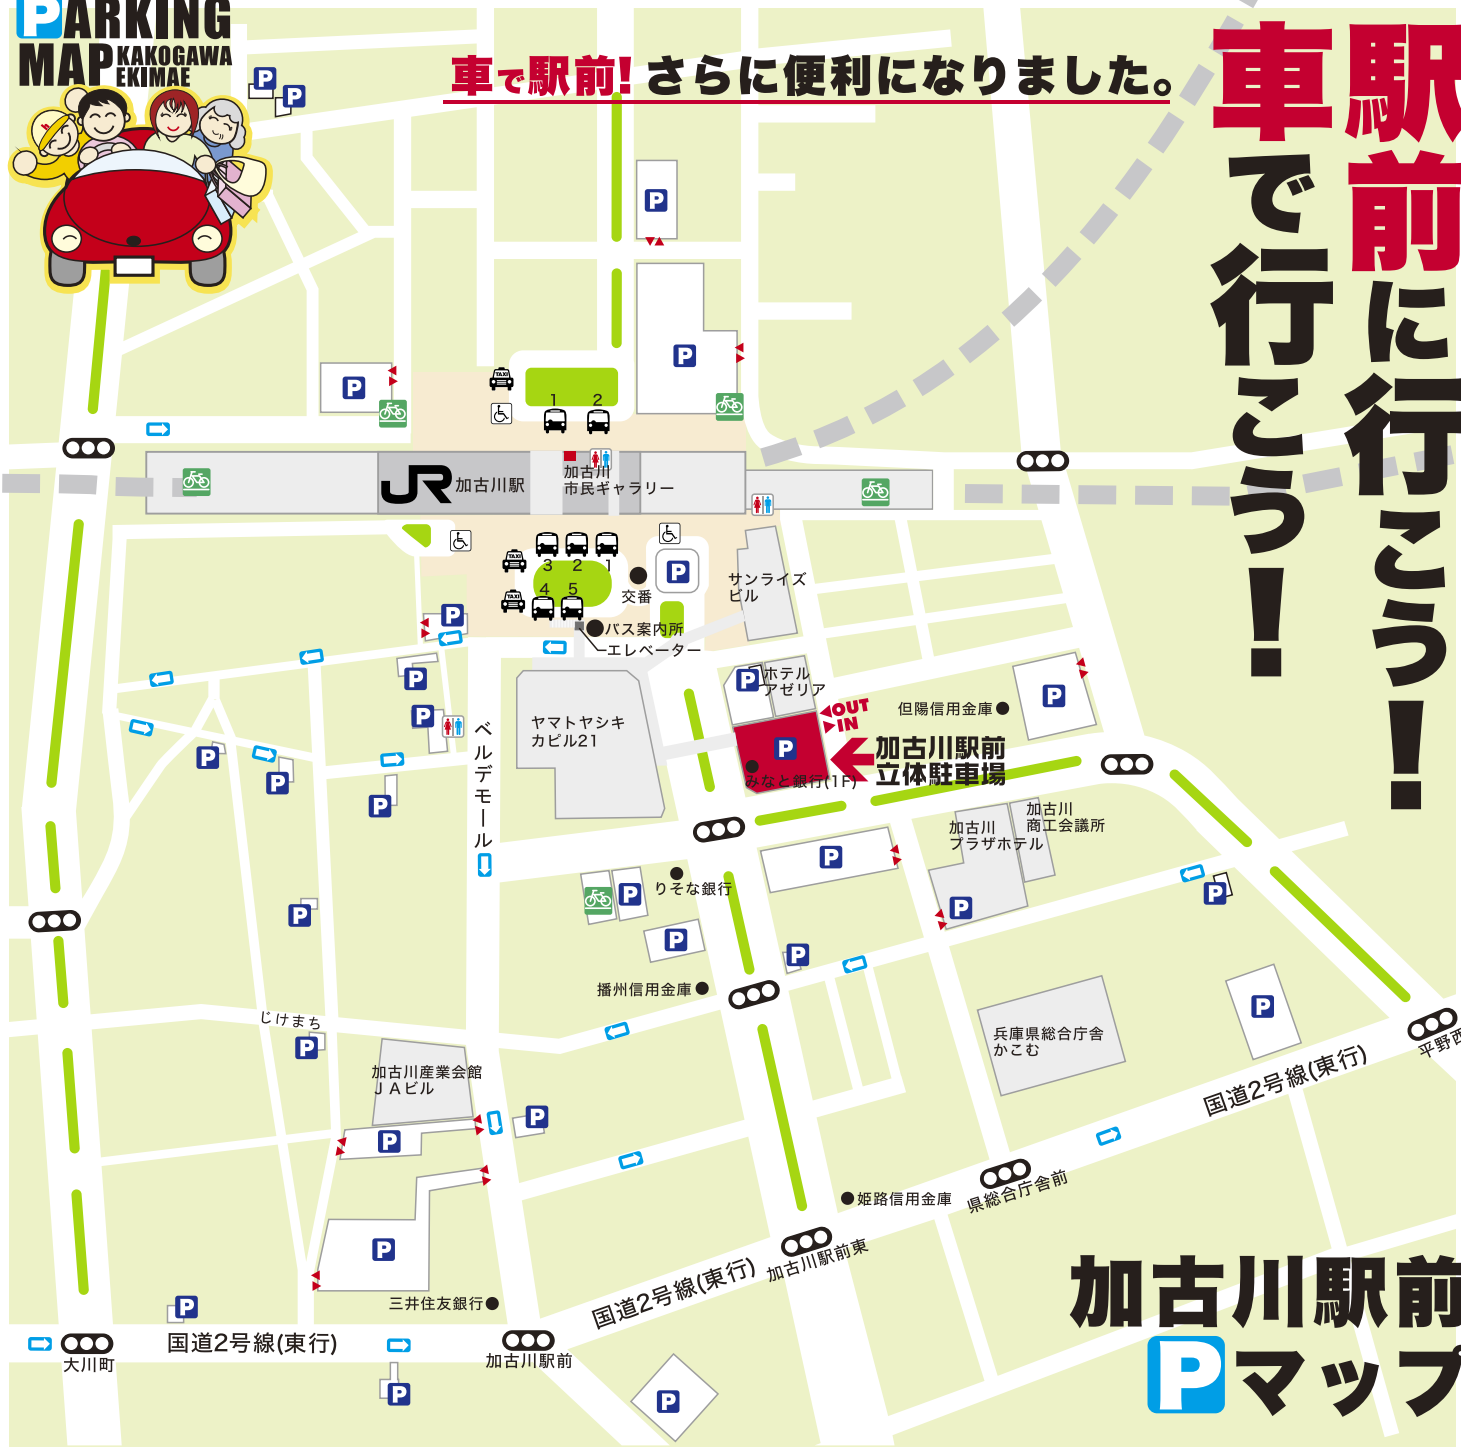 PARKING
MAP KAKOGAWA
EKIMAE
車で駅前!さらに便利になりました。
駅前に行こう!
車で行こう!
P
P
P
P
P
P
TAXI
1
2
JR 加古川駅
加古川
市民ギャラリー
TAXI
3
2
1
TAXI
4
5
交番
P
サンライズ
ビル
バス案内所
エレベーター
P
P
P
P
P
P
ベルデモール
ヤマトヤシキ
カピル21
P
ホテル
アゼリア
OUT
IN
P
みなと銀行(1F)
加古川駅前
立体駐車場
但陽信用金庫
P
加古川
プラザホテル
加古川
商工会議所
P
P
P
りそな銀行
P
P
P
P
P
播州信用金庫
兵庫県総合庁舎
かこむ
P
平野西
国道2号線(東行)
じけまち
P
加古川産業会館
JAビル
P
P
P
三井住友銀行
姫路信用金庫
県総合庁舎前
加古川駅前東
国道2号線(東行)
P
国道2号線(東行)
大川町
加古川駅前
P
P
加古川駅前
Pマップ